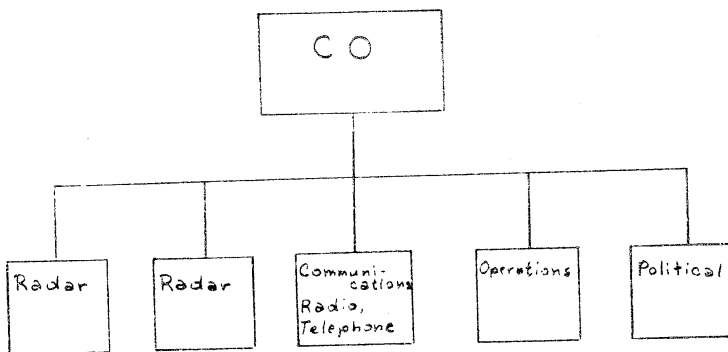 C O
Radar
Radar
Communi-
cations
Radio,
Telephone
Operations
Political